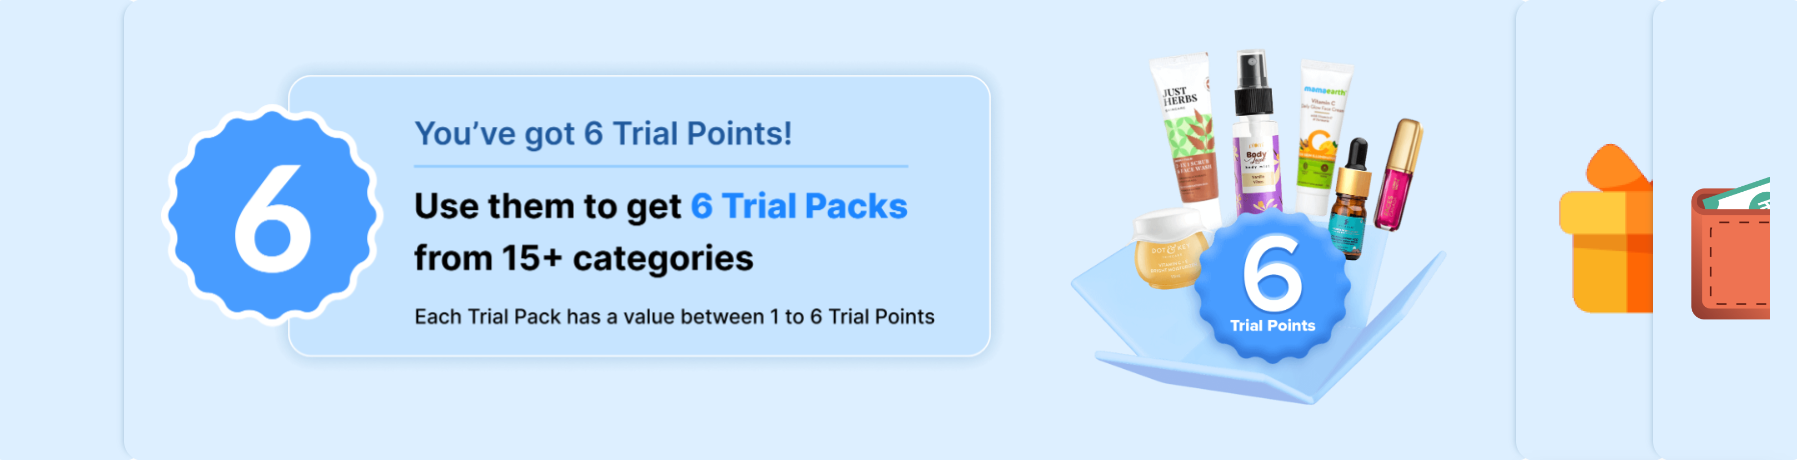 6
You've got 6 Trial Points!
Use them to get 6 Trial Packs
from 15+ categories
Each Trial Pack has a value between 1 to 6 Trial Points
JUST
HERBS
mamaearth
Vitamin C
Body
DOT & KEY
6
Trial Points